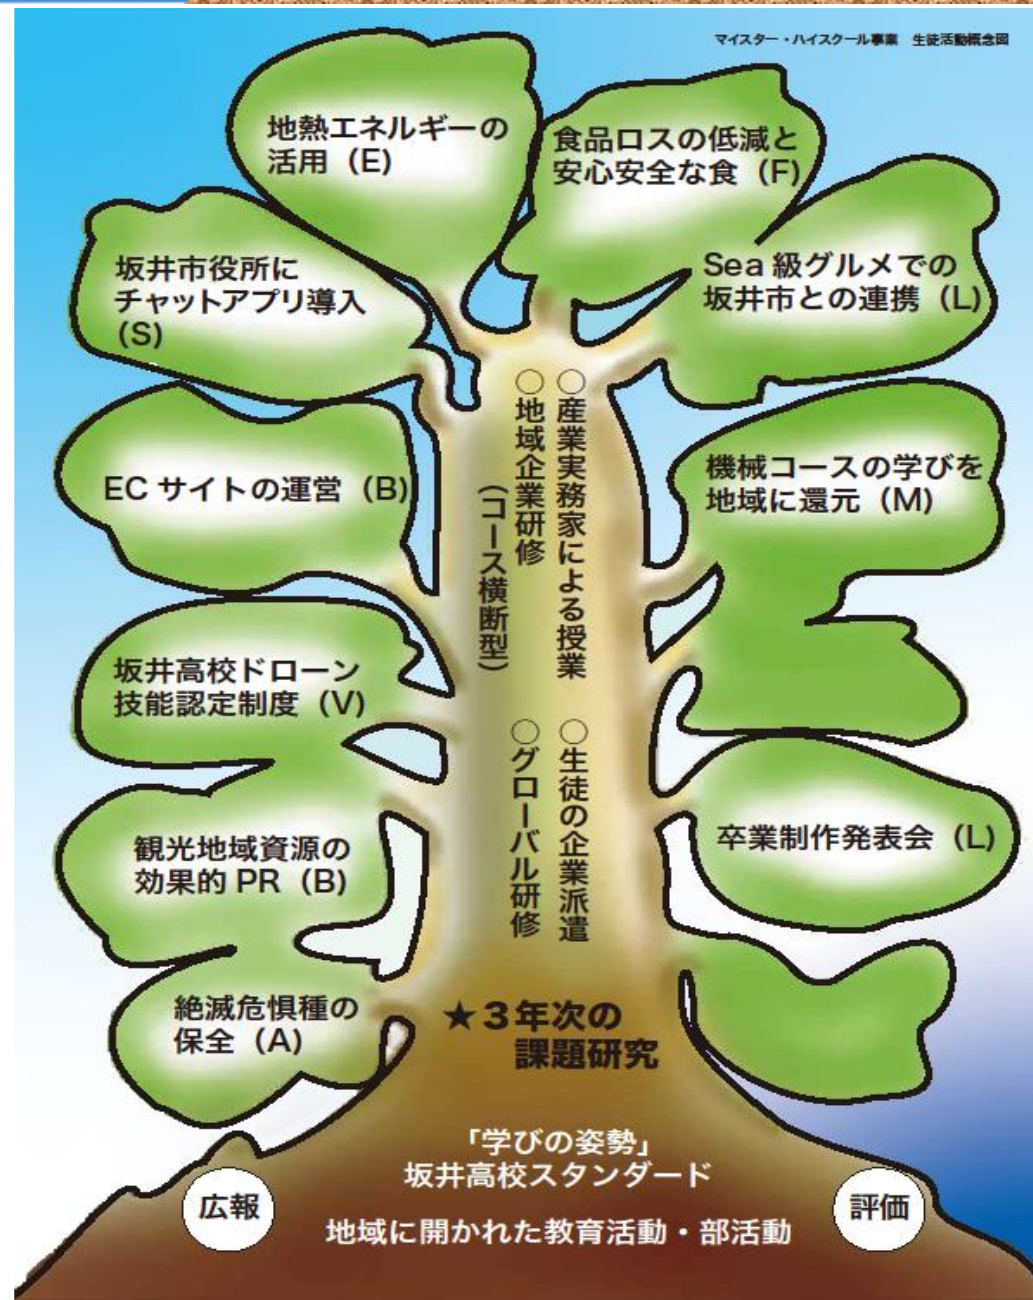 マイスター・ハイスクール事業 生徒活動概念図
地熱エネルギーの
活用（E）
食品ロスの低減と
安心安全な食（F）
坂井市役所に
チャットアプリ導入
（S）
Sea 級グルメでの
坂井市との連携（L）
EC サイトの運営（B）
機械コースの学びを
地域に還元（M）
坂井高校ドローン
技能認定制度（V）
観光地域資源の
効果的 PR（B）
卒業制作発表会（L）
絶滅危惧種の
保全（A）
○産業実務家による授業
○地域企業研修
（コース横断型）
○生徒の企業派遣
○グローバル研修
★３年次の
課題研究
「学びの姿勢」
坂井高校スタンダード
地域に開かれた教育活動・部活動
広報
評価